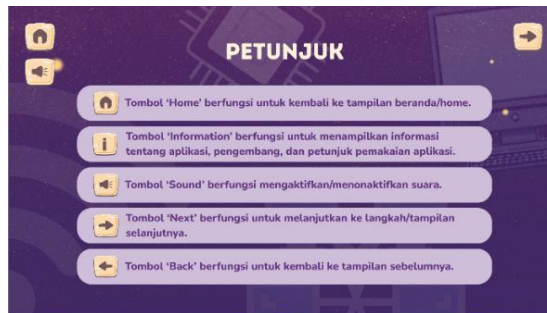 PETUNJUK
Tombol ‘Home’ berfungsi untuk kembali ke tampilan beranda/home.
Tombol ‘Information’ berfungsi untuk menampilkan informasi
tentang aplikasi, pengembang, dan petunjuk pemakaian aplikasi.
Tombol ‘Sound’ berfungsi mengaktifkan/menonaktifkan suara.
Tombol ‘Next’ berfungsi untuk melanjutkan ke langkah/tampilan
selanjutnya.
Tombol ‘Back’ berfungsi untuk kembali ke tampilan sebelumnya.